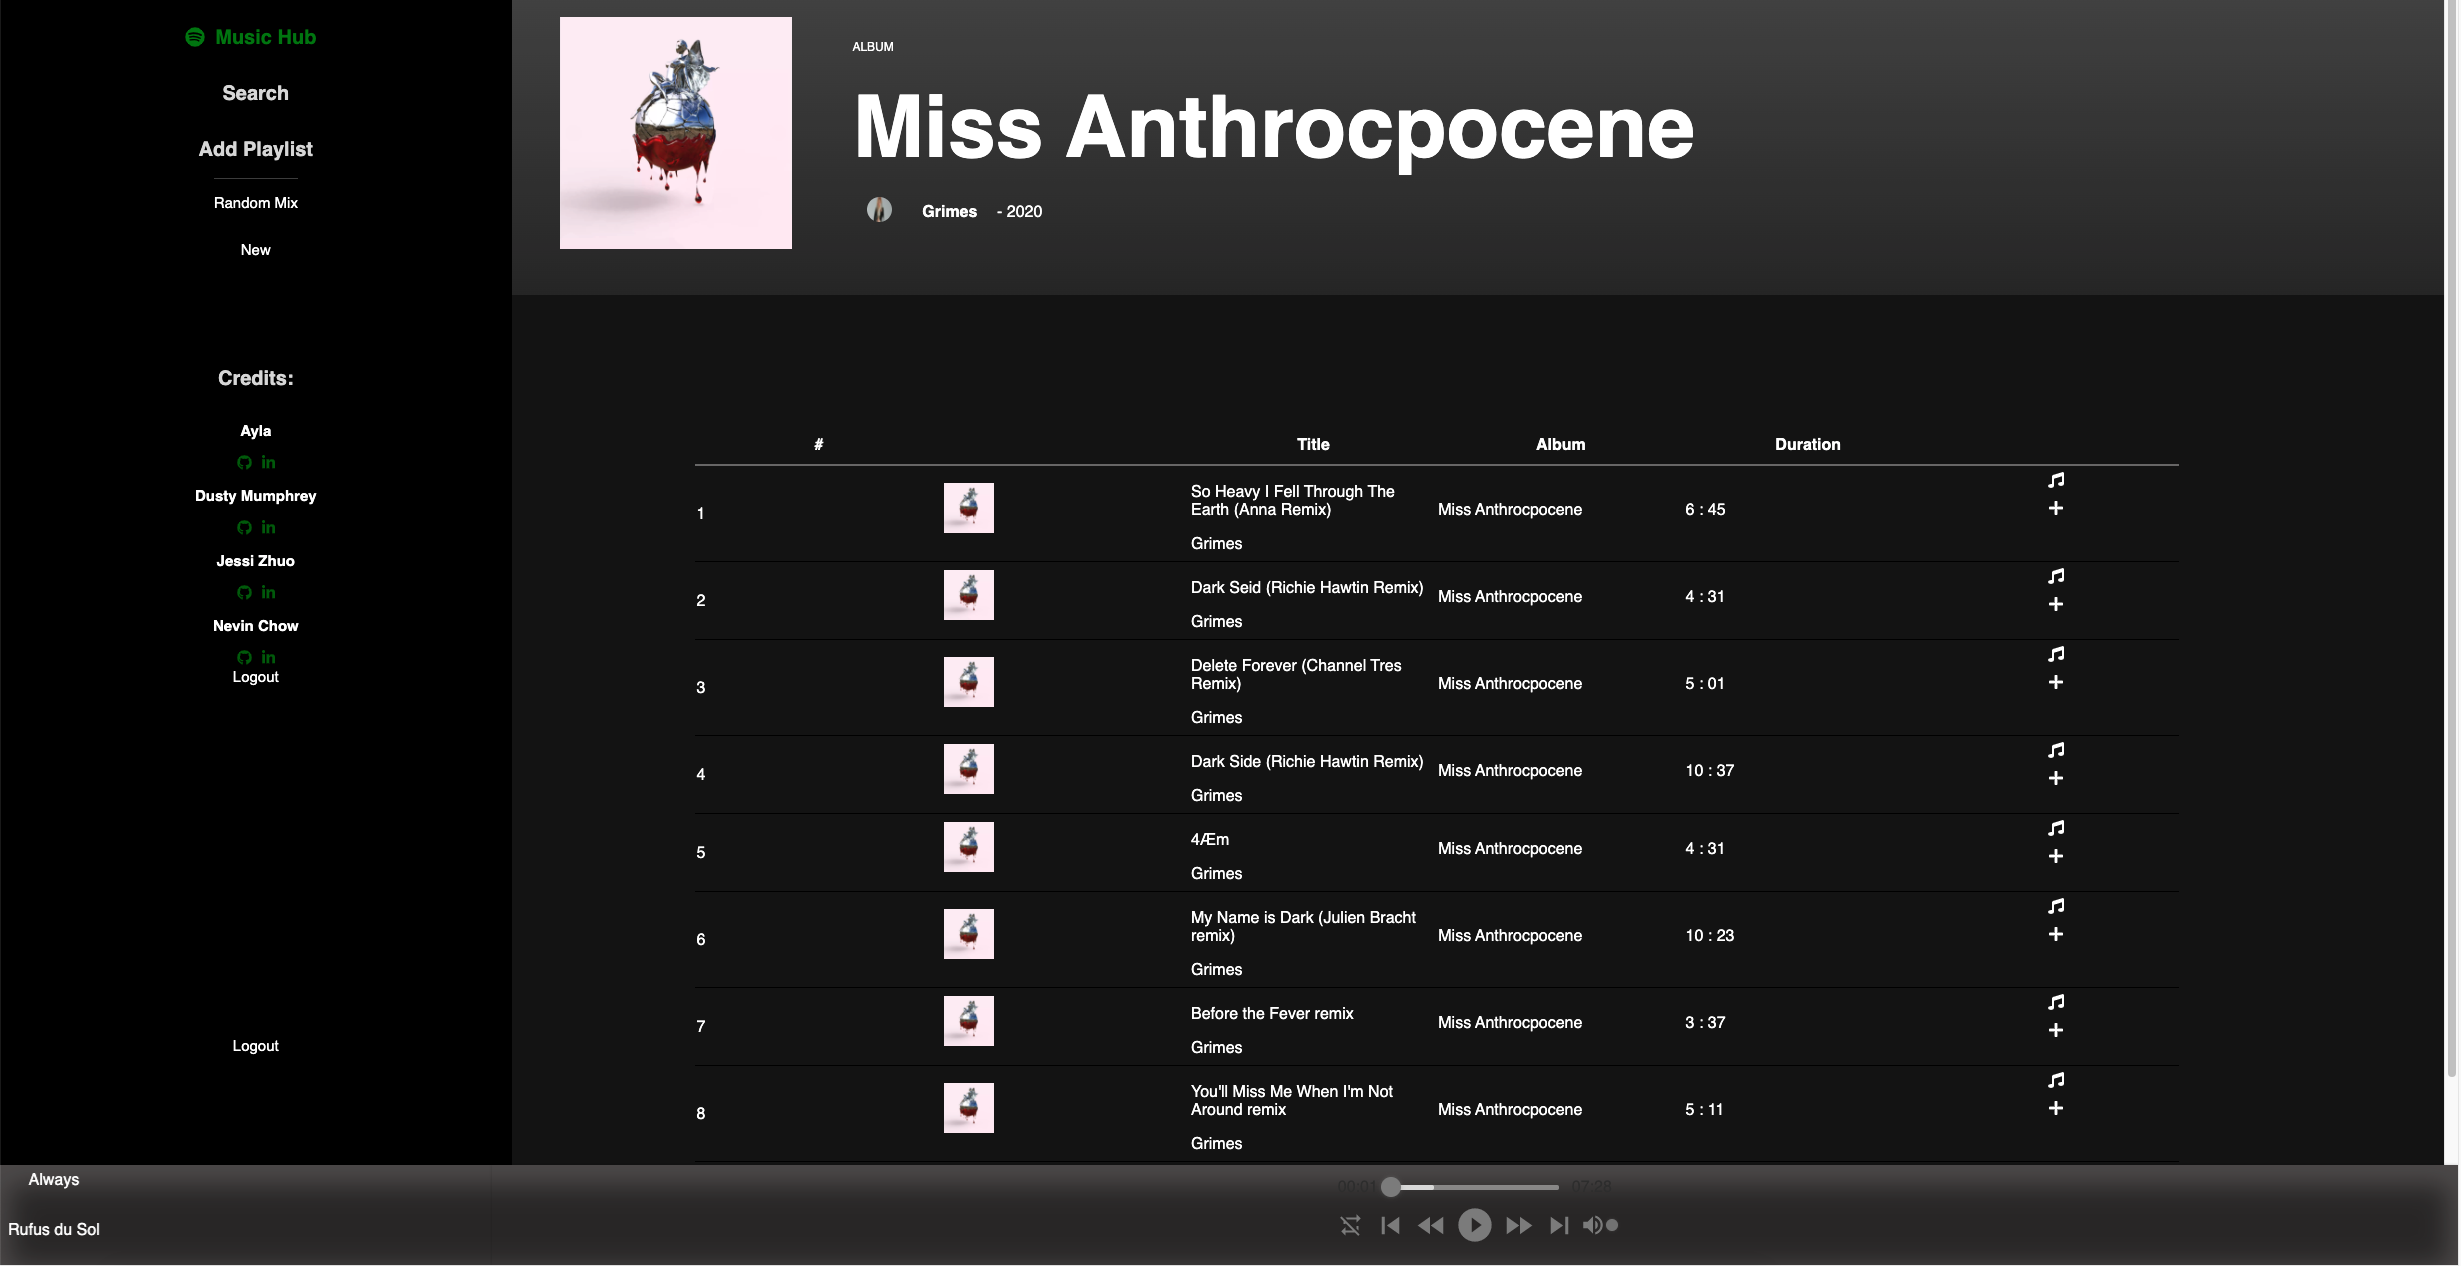 Music Hub
Search
Add Playlist
Random Mix
New
Credits:
Ayla
Dusty Mumphrey
Jessi Zhuo
Nevin Chow
Logout
Logout
ALBUM
Miss Anthrocpocene
Grimes - 2020
# Title Album Duration
1 So Heavy I Fell Through The
Earth (Anna Remix) Miss Anthrocpocene 6 : 45
Grimes
2 Dark Seid (Richie Hawtin Remix) Miss Anthrocpocene 4 : 31
Grimes
3 Delete Forever (Channel Tres
Remix) Miss Anthrocpocene 5 : 01
Grimes
4 Dark Side (Richie Hawtin Remix) Miss Anthrocpocene 10 : 37
Grimes
5 4Æm Miss Anthrocpocene 4 : 31
Grimes
6 My Name is Dark (Julien Bracht
remix) Miss Anthrocpocene 10 : 23
Grimes
7 Before the Fever remix Miss Anthrocpocene 3 : 37
Grimes
8 You'll Miss Me When I'm Not
Around remix Miss Anthrocpocene 5 : 11
Grimes
Always
Rufus du Sol
00:01 07:28